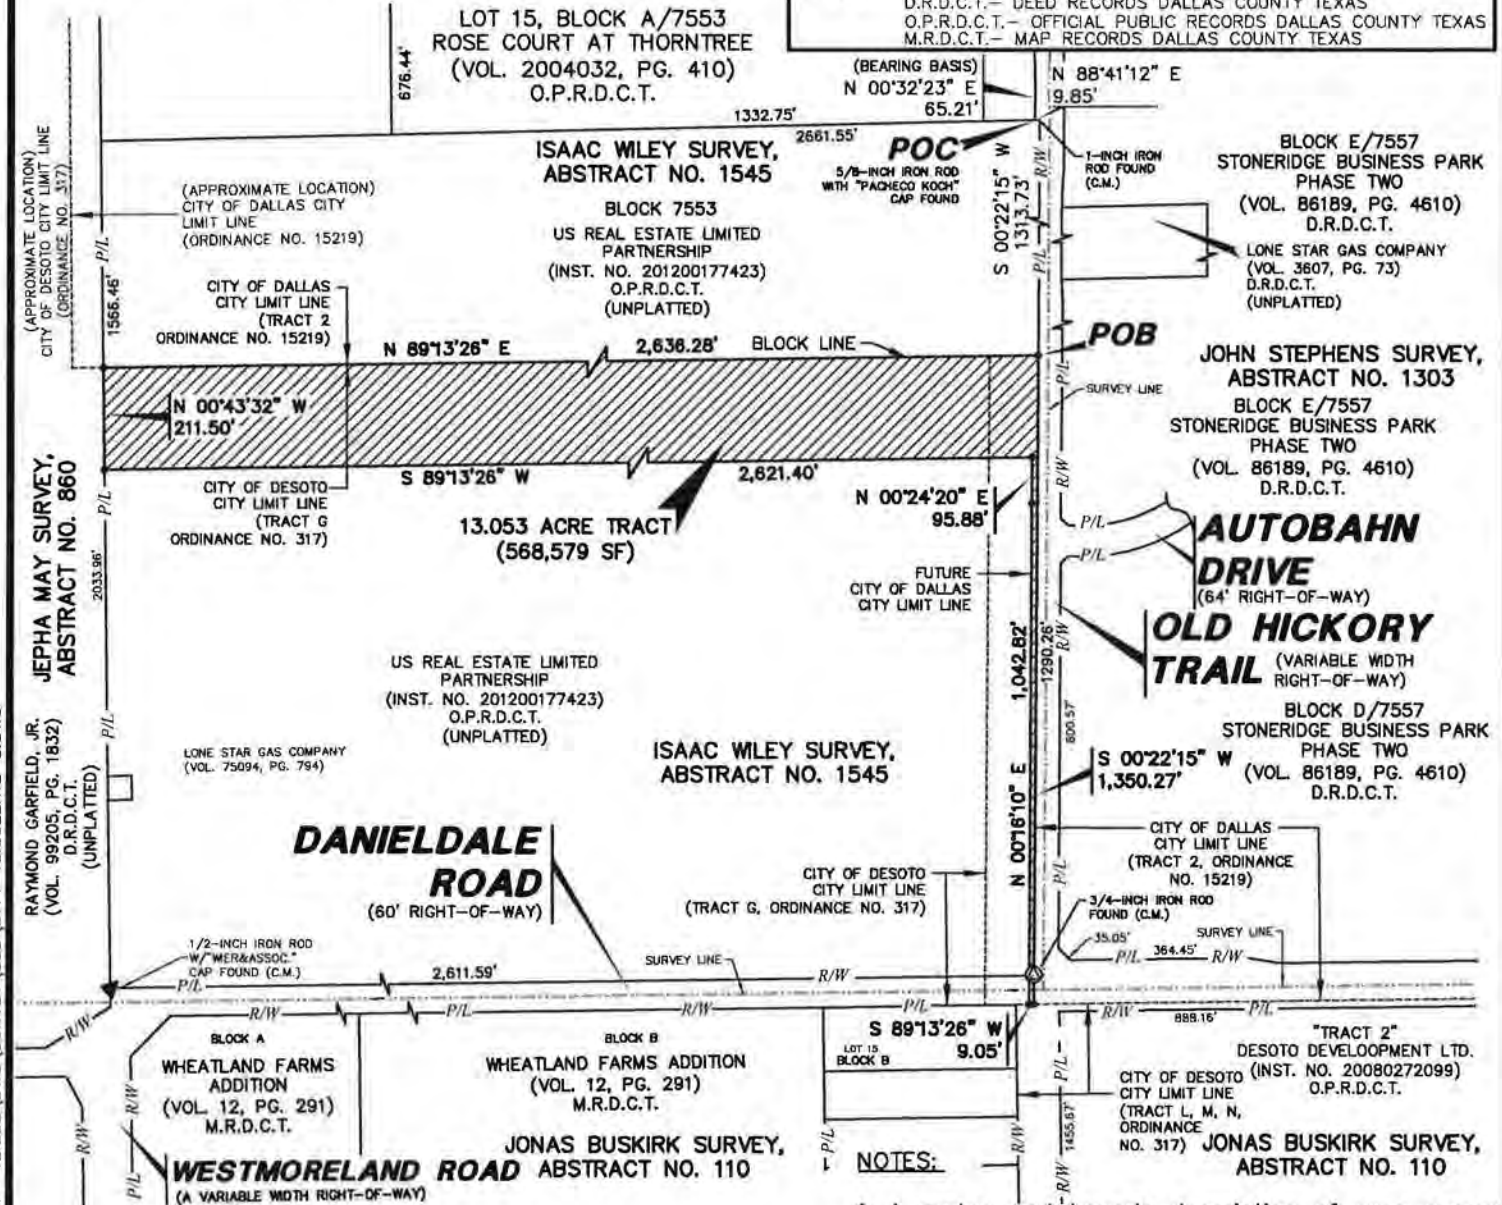 D.R.D.C.T.– DEED RECORDS DALLAS COUNTY TEXAS
O.P.R.D.C.T.– OFFICIAL PUBLIC RECORDS DALLAS COUNTY TEXAS
M.R.D.C.T.– MAP RECORDS DALLAS COUNTY TEXAS
LOT 15, BLOCK A/7553
ROSE COURT AT THORNTREE
(VOL. 2004032, PG. 410)
O.P.R.D.C.T.
676.44'
(BEARING BASIS)
N 00°32'23" E
65.21'
N 88°41'12" E
9.85'
1332.75'
2661.55'
ISAAC WILEY SURVEY,
ABSTRACT NO. 1545
POC
5/8-INCH IRON ROD
WITH "PACHECO KOCH"
CAP FOUND
S 00°22'15" W
1313.73'
R/W
P/L
1-INCH IRON
ROD FOUND
(C.M.)
BLOCK E/7557
STONERIDGE BUSINESS PARK
PHASE TWO
(VOL. 86189, PG. 4610)
D.R.D.C.T.
LONE STAR GAS COMPANY
(VOL. 3607, PG. 73)
D.R.D.C.T.
(UNPLATTED)
(APPROXIMATE LOCATION)
CITY OF DESOTO CITY LIMIT LINE
(ORDINANCE NO. 317)
P/L
1566.46'
(APPROXIMATE LOCATION)
CITY OF DALLAS CITY
LIMIT LINE
(ORDINANCE NO. 15219)
BLOCK 7553
US REAL ESTATE LIMITED
PARTNERSHIP
(INST. NO. 201200177423)
O.P.R.D.C.T.
(UNPLATTED)
CITY OF DALLAS
CITY LIMIT LINE
(TRACT 2
ORDINANCE NO. 15219)
N 89°13'26" E
2,636.28'
BLOCK LINE
POB
JOHN STEPHENS SURVEY,
ABSTRACT NO. 1303
P/L
SURVEY LINE
N 00°43'32" W
211.50'
BLOCK E/7557
STONERIDGE BUSINESS PARK
PHASE TWO
(VOL. 86189, PG. 4610)
D.R.D.C.T.
R/W
S 89°13'26" W
2,621.40'
CITY OF DESOTO
CITY LIMIT LINE
(TRACT G
ORDINANCE NO. 317)
13.053 ACRE TRACT
(568,579 SF)
N 00°24'20" E
95.88'
P/L
P/L
AUTOBAHN
DRIVE
(64' RIGHT-OF-WAY)
JEPHA MAY SURVEY,
ABSTRACT NO. 860
P/L
2033.96'
P/L
FUTURE
CITY OF DALLAS
CITY LIMIT LINE
OLD HICKORY
TRAIL (VARIABLE WIDTH
RIGHT-OF-WAY)
1,042.82'
1290.26'
R/W
800.57'
US REAL ESTATE LIMITED
PARTNERSHIP
(INST. NO. 201200177423)
O.P.R.D.C.T.
(UNPLATTED)
BLOCK D/7557
STONERIDGE BUSINESS PARK
PHASE TWO
(VOL. 86189, PG. 4610)
D.R.D.C.T.
RAYMOND GARFIELD, JR.
(VOL. 99205, PG. 1832)
D.R.D.C.T.
(UNPLATTED)
LONE STAR GAS COMPANY
(VOL. 75094, PG. 794)
ISAAC WILEY SURVEY,
ABSTRACT NO. 1545
S 00°22'15" W
1,350.27'
N 00°16'10" E
DANIELDALE
ROAD
(60' RIGHT-OF-WAY)
CITY OF DESOTO
CITY LIMIT LINE
(TRACT G, ORDINANCE NO. 317)
CITY OF DALLAS
CITY LIMIT LINE
(TRACT 2, ORDINANCE
NO. 15219)
P/L
3/4-INCH IRON ROD
FOUND (C.M.)
35.05'
SURVEY LINE
P/L 364.45' R/W
1/2-INCH IRON ROD
W/"WER&ASSOC."
CAP FOUND (C.M.)
P/L
2,611.59'
SURVEY LINE
R/W
R/W
R/W
P/L
R/W
P/L
R/W
888.16'
P/L
S 89°13'26" W
9.05'
LOT 15
BLOCK B
BLOCK A
WHEATLAND FARMS
ADDITION
(VOL. 12, PG. 291)
M.R.D.C.T.
BLOCK B
WHEATLAND FARMS ADDITION
(VOL. 12, PG. 291)
M.R.D.C.T.
"TRACT 2"
DESOTO DEVELOOPMENT LTD.
(INST. NO. 20080272099)
O.P.R.D.C.T.
CITY OF DESOTO
CITY LIMIT LINE
(TRACT L, M, N,
ORDINANCE
NO. 317)
P/L
1455.67'
R/W
R/W
R/W
R/W
P/L
P/L
WESTMORELAND ROAD
(A VARIABLE WIDTH RIGHT-OF-WAY)
JONAS BUSKIRK SURVEY,
ABSTRACT NO. 110
NOTES:
JONAS BUSKIRK SURVEY,
ABSTRACT NO. 110